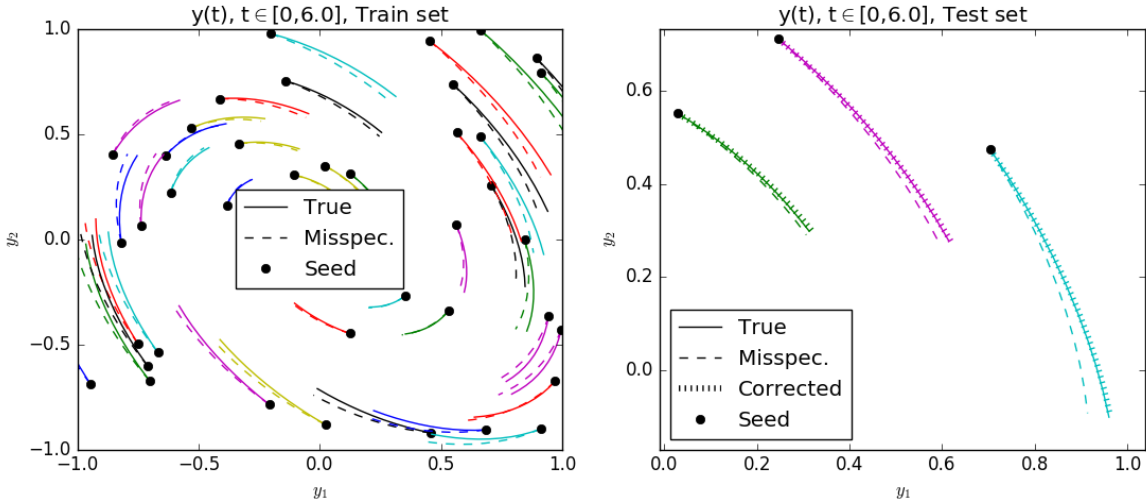 y(t), t∈[0,6.0], Train set
1.0
0.5
0.0
−0.5
−1.0
−1.0
−0.5
0.0
0.5
1.0
y₁
y₂
True
Misspec.
Seed
y(t), t∈[0,6.0], Test set
0.6
0.4
0.2
0.0
0.0
0.2
0.4
0.6
0.8
1.0
y₁
y₂
True
Misspec.
Corrected
Seed